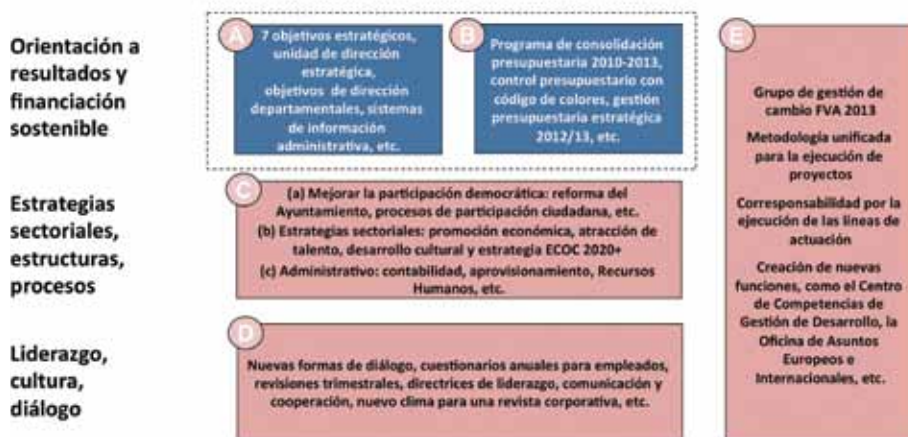 Orientación a
resultados y
financiación
sostenible
A
7 objetivos estratégicos,
unidad de dirección
estratégica,
objetivos de dirección
departamentales, sistemas
de información
administrativa, etc.
B
Programa de consolidación
presupuestaria 2010-2013,
control presupuestario con
código de colores, gestión
presupuestaria estratégica
2012/13, etc.
Estrategias
sectoriales,
estructuras,
procesos
C
(a) Mejorar la participación democrática: reforma del
Ayuntamiento, procesos de participación ciudadana, etc.
(b) Estrategias sectoriales: promoción económica, atracción de
talento, desarrollo cultural y estrategia ECOC 2020+
(c) Administrativo: contabilidad, aprovisionamiento, Recursos
Humanos, etc.
Liderazgo,
cultura,
diálogo
D
Nuevas formas de diálogo, cuestionarios anuales para empleados,
revisiones trimestrales, directrices de liderazgo, comunicación y
cooperación, nuevo clima para una revista corporativa, etc.
E
Grupo de gestión de
cambio FVA 2013
Metodología unificada
para la ejecución de
proyectos
Corresponsabilidad por la
ejecución de las líneas de
actuación
Creación de nuevas
funciones, como el Centro
de Competencias de
Gestión de Desarrollo, la
Oficina de Asuntos
Europeos e
Internacionales, etc.